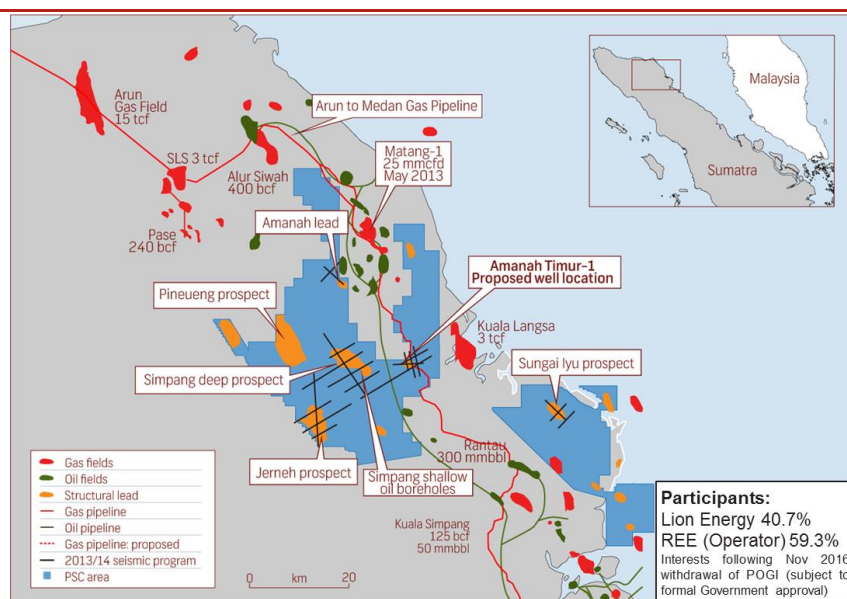 Arun
Gas Field
15 tcf
Arun to Medan Gas Pipeline
SLS 3 tcf
Alur Siwah
400 bcf
Matang-1
25 mmcfd
May 2013
Pase
240 bcf
Amanah lead
Amanah Timur-1
Proposed well location
Pineueng prospect
Kuala Langsa
3 tcf
Sungai Iyu prospect
Simpang deep prospect
Jerneh prospect
Simpang shallow
oil boreholes
Rantau
300 mmbbl
Kuala Simpang
125 bcf
50 mmbbl
Malaysia
Sumatra
Gas fields
Oil fields
Structural lead
Gas pipeline
Oil pipeline
Gas pipeline: proposed
2013/14 seismic program
PSC area
0 km 20
Participants:
Lion Energy 40.7%
REE (Operator) 59.3%
Interests following Nov 2016
withdrawal of POGI (subject to
formal Government approval)